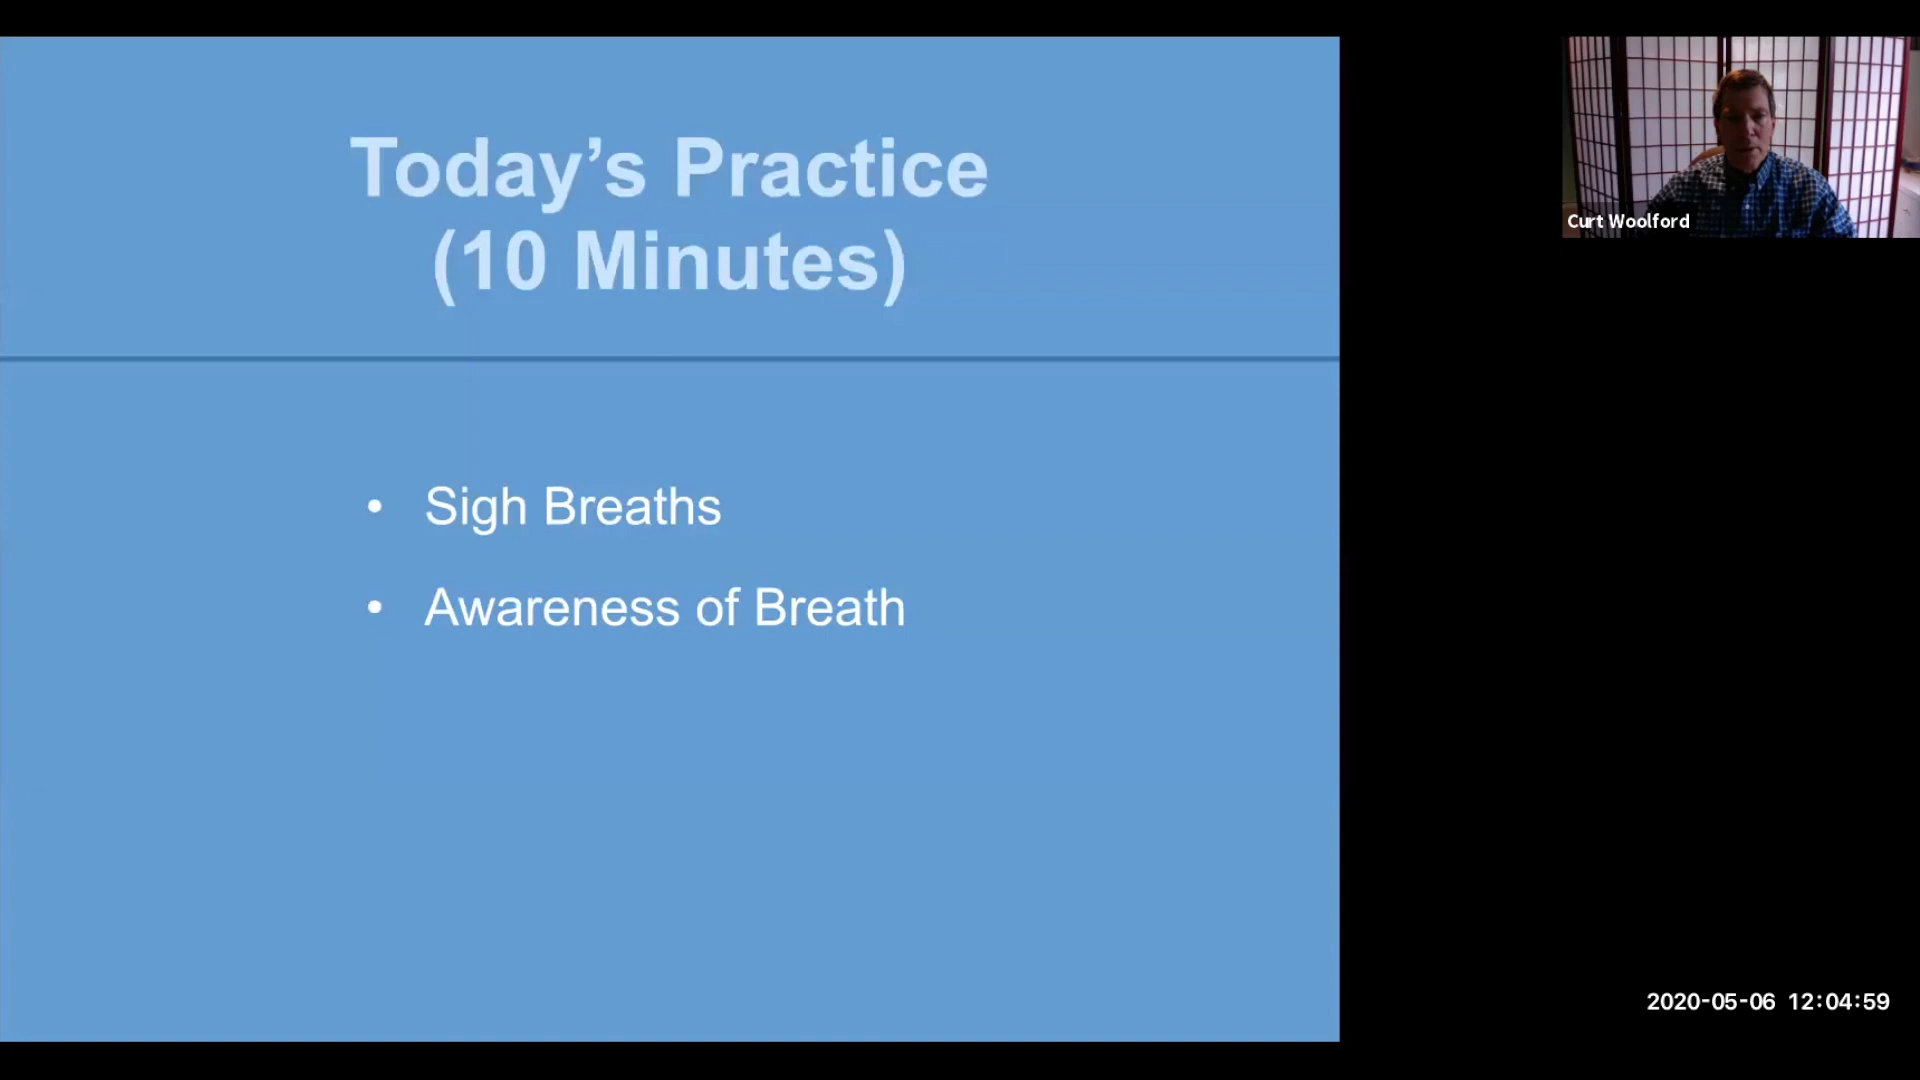 Today’s Practice
(10 Minutes)
• Sigh Breaths
• Awareness of Breath
Curt Woolford
2020-05-06 12:04:59